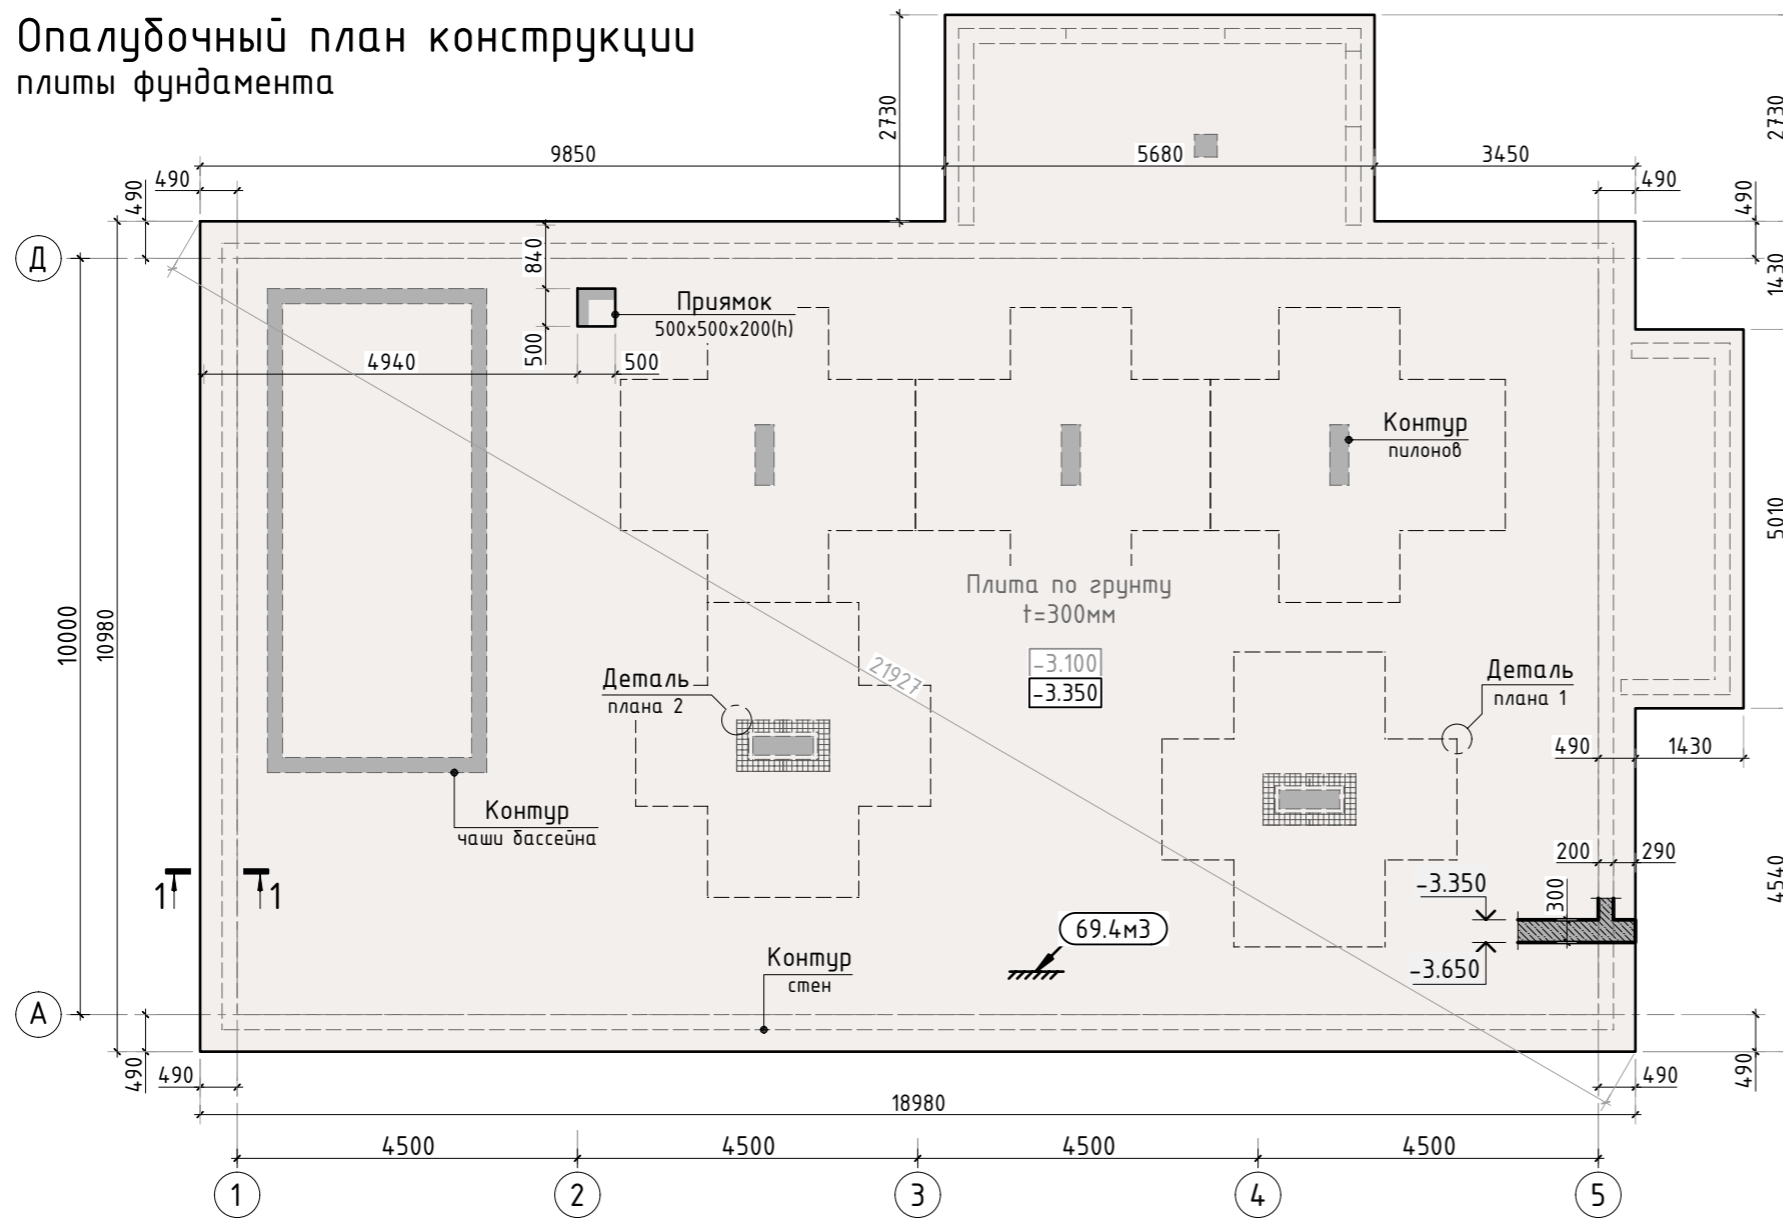 Опалубочный план конструкции
плиты фундамента
2730
2730
9850
5680
3450
490
490
490
490
Д
840
1430
Приямок
500х500х200(h)
500
4940
500
Контур
пилонов
5010
Плита по грунту
t=300мм
10000
10980
-3.100
-3.350
21927
Деталь
плана 2
Деталь
плана 1
490
1430
Контур
чаши бассейна
200
290
1
1
-3.350
300
4540
69.4м3
-3.650
Контур
стен
А
490
490
490
490
18980
4500
4500
4500
4500
1
2
3
4
5